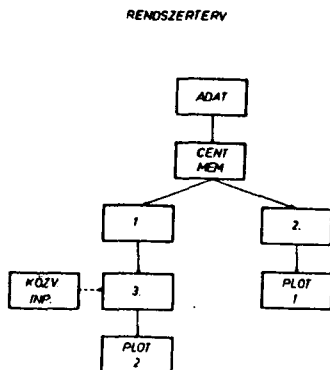 RENDSZERTERV
ADAT
CENT
MEM
1
2.
KÖZV.
INP.
3.
PLOT
1
PLOT
2